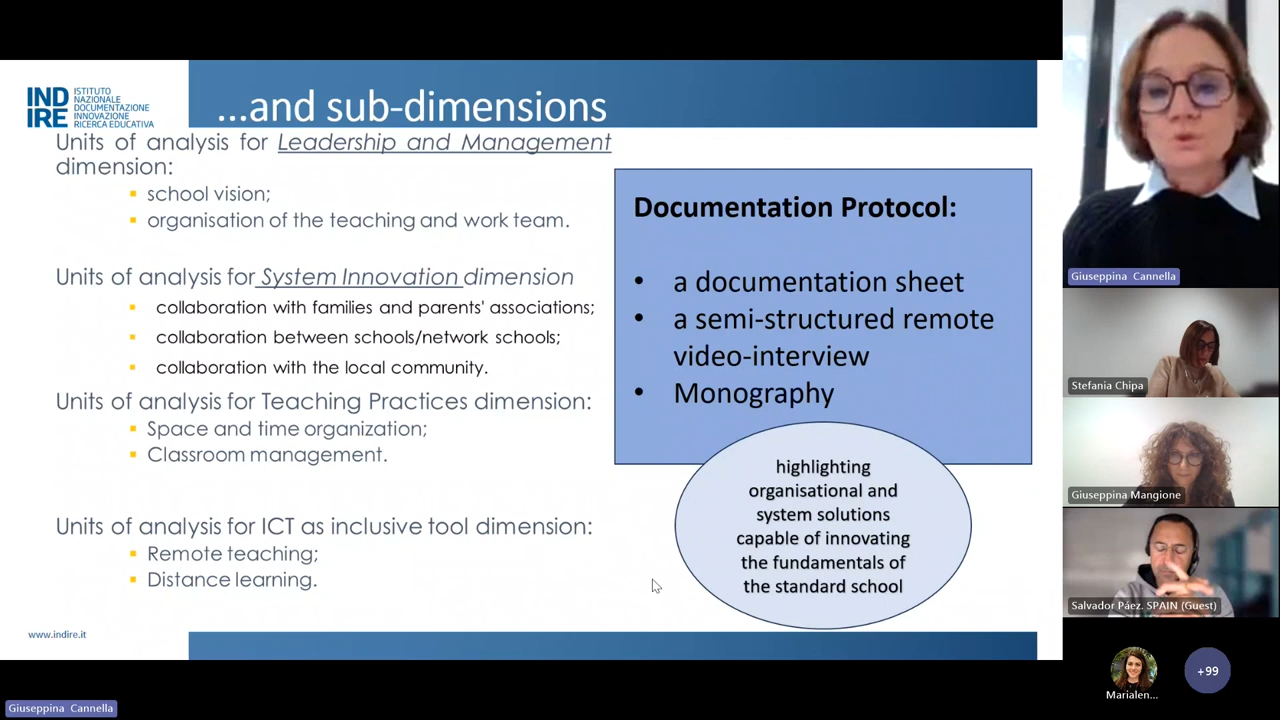 IND
IRE
ISTITUTO
NAZIONALE
DOCUMENTAZIONE
INNOVAZIONE
RICERCA EDUCATIVA
...and sub-dimensions
Units of analysis for Leadership and Management
dimension:
▪ school vision;
▪ organisation of the teaching and work team.
Units of analysis for System Innovation dimension
▪ collaboration with families and parents' associations;
▪ collaboration between schools/network schools;
▪ collaboration with the local community.
Units of analysis for Teaching Practices dimension:
▪ Space and time organization;
▪ Classroom management.
Units of analysis for ICT as inclusive tool dimension:
▪ Remote teaching;
▪ Distance learning.
www.indire.it
Documentation Protocol:
• a documentation sheet
• a semi-structured remote
video-interview
• Monography
highlighting
organisational and
system solutions
capable of innovating
the fundamentals of
the standard school
Giuseppina Cannella
Stefania Chipa
Giuseppina Mangione
Salvador Páez. SPAIN (Guest)
Marialen...
+99
Giuseppina Cannella